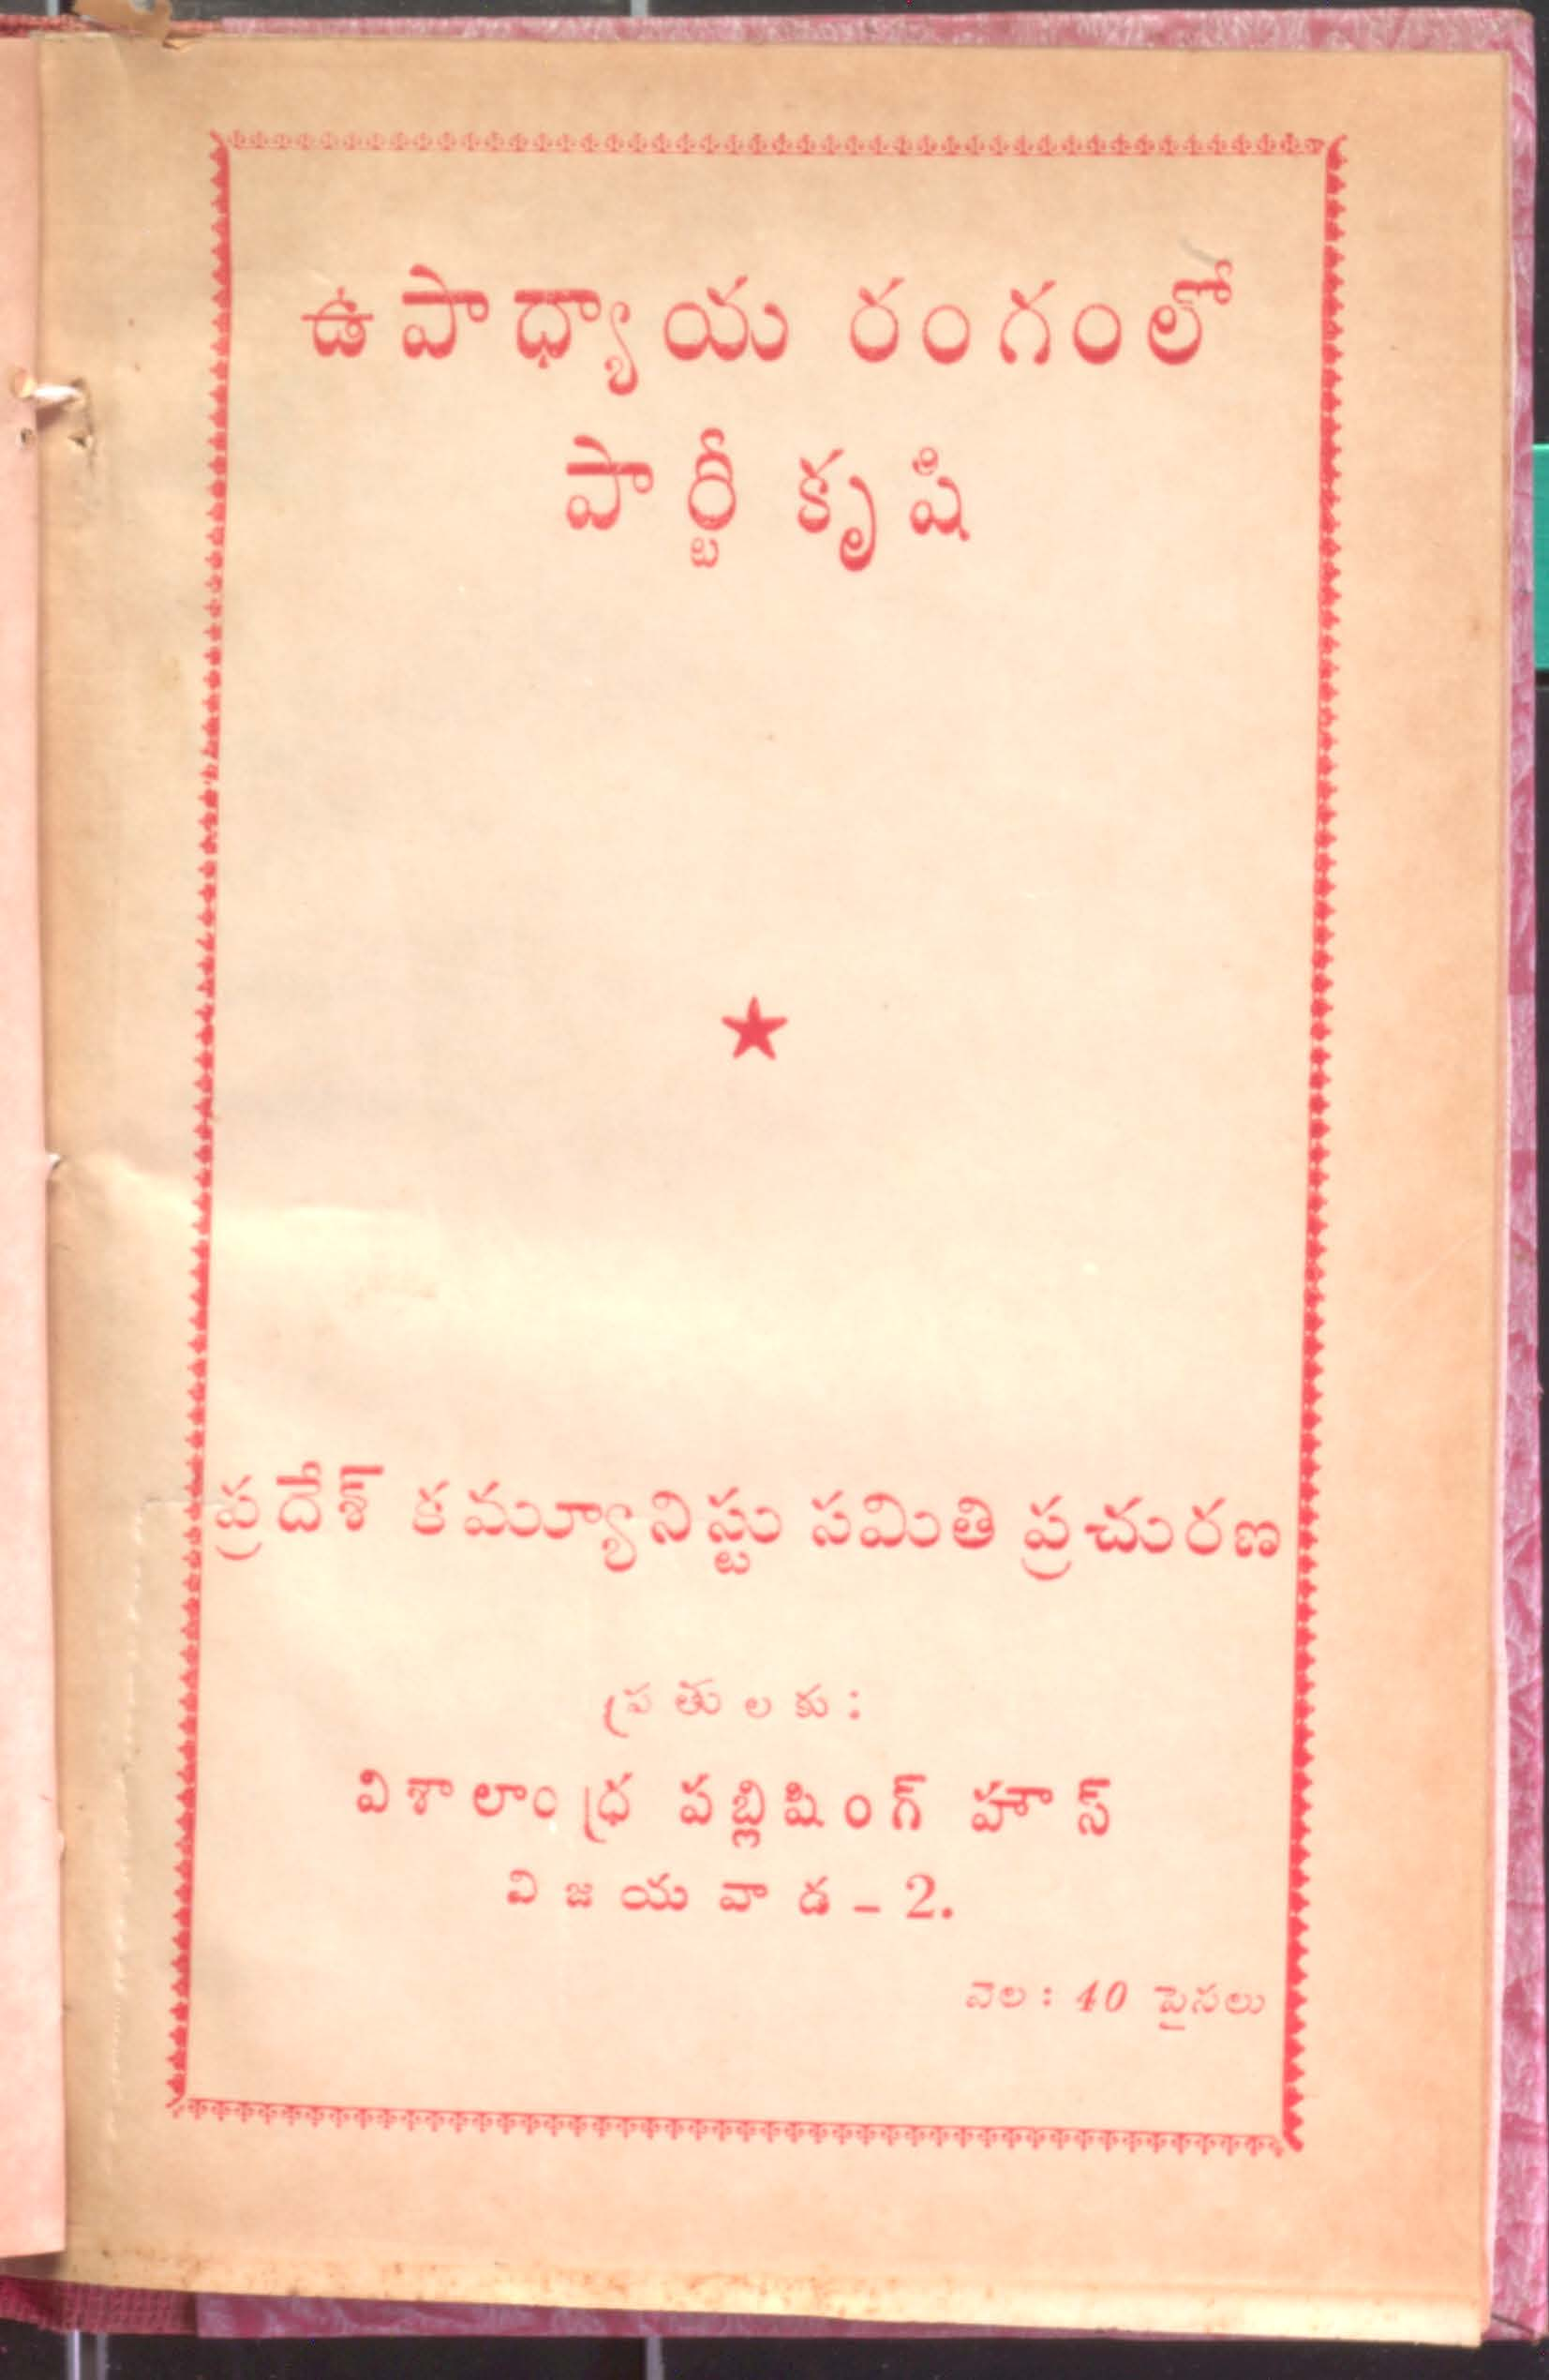 ఉపాధ్యాయ రంగంలో
పార్టీ కృషి
ప్రదేశ్ కమ్యూనిస్టు సమితి ప్రచురణ
ప్రతులకు :
విశాలాంధ్ర పబ్లిషింగ్ హౌస్
విజయవాడ - 2.
వెల : 40 పైసలు